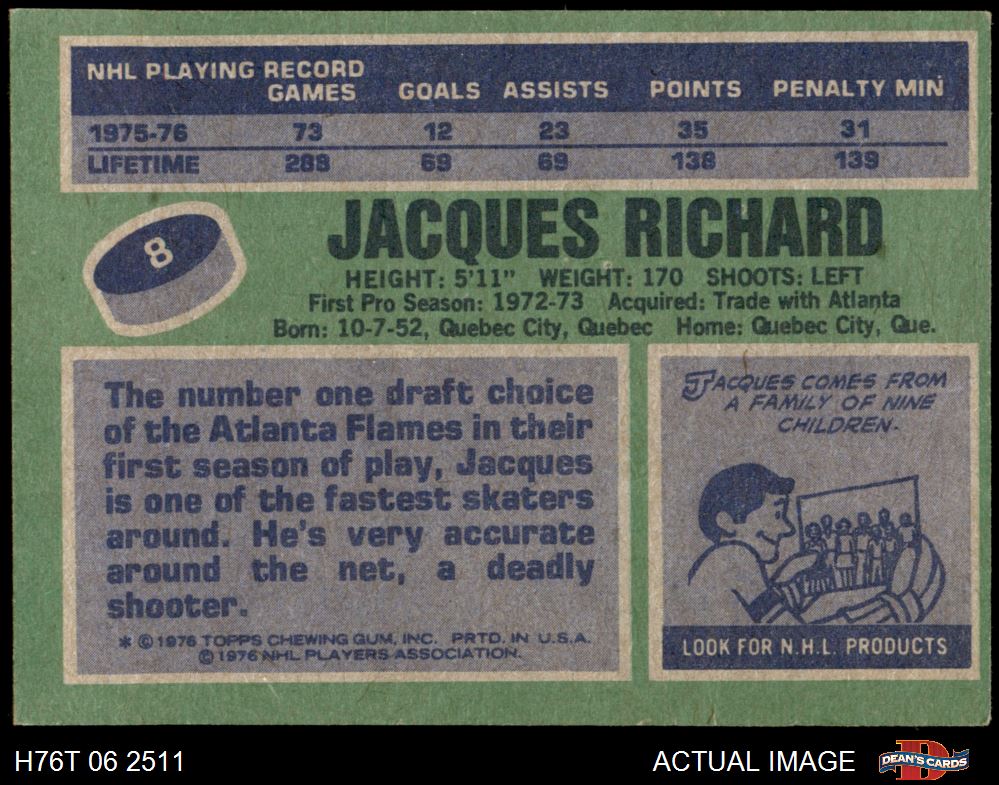 NHL PLAYING RECORD
GAMES GOALS ASSISTS POINTS PENALTY MIN
1975-76 73 12 23 35 31
LIFETIME 288 69 69 138 139
8
JACQUES RICHARD
HEIGHT: 5'11" WEIGHT: 170 SHOOTS: LEFT
First Pro Season: 1972-73 Acquired: Trade with Atlanta
Born: 10-7-52, Quebec City, Quebec Home: Quebec City, Que.
The number one draft choice
of the Atlanta Flames in their
first season of play, Jacques
is one of the fastest skaters
around. He's very accurate
around the net, a deadly
shooter.
* © 1976 TOPPS CHEWING GUM, INC. PRTD. IN U.S.A.
© 1976 NHL PLAYERS ASSOCIATION.
JACQUES COMES FROM
A FAMILY OF NINE
CHILDREN.
LOOK FOR N.H.L. PRODUCTS
H76T 06 2511
ACTUAL IMAGE
DEAN'S CARDS